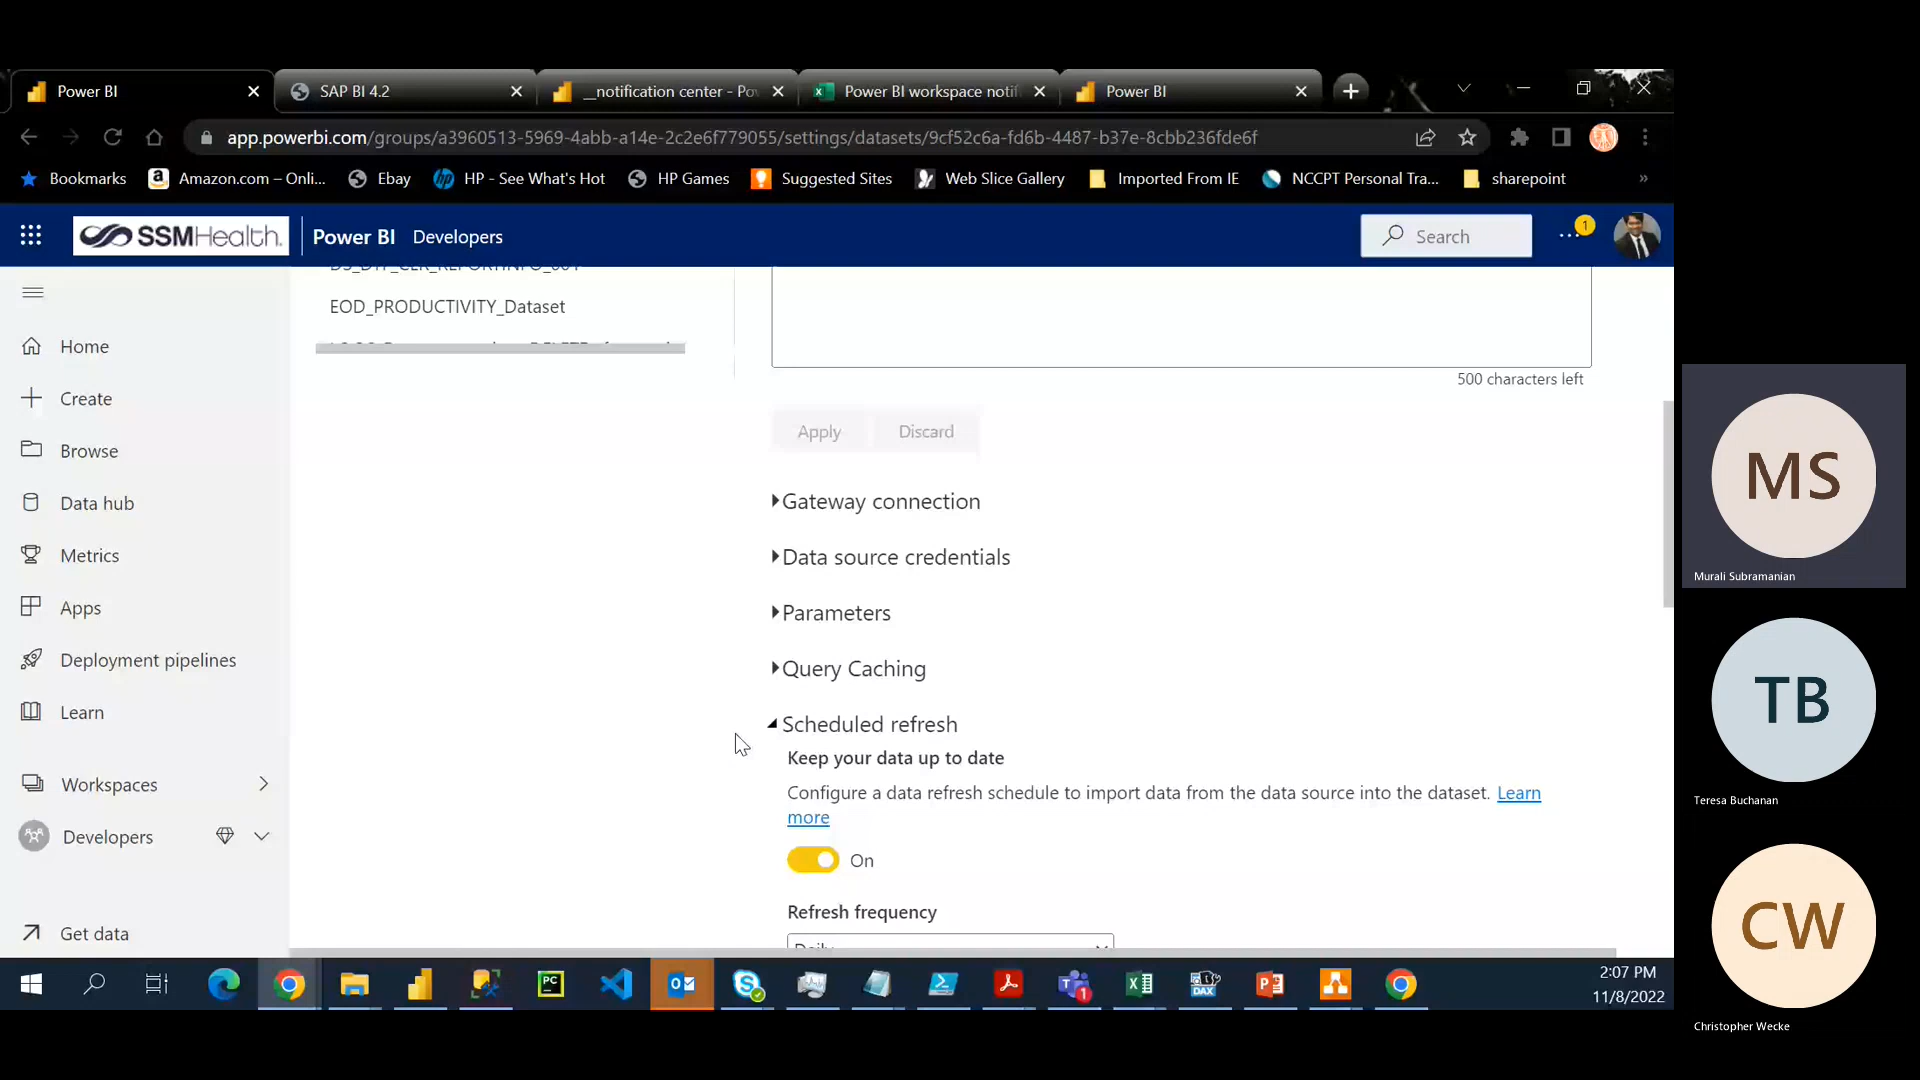 Power BI
SAP BI 4.2
__notification center - Po
Power BI workspace notif
Power BI
app.powerbi.com/groups/a3960513-5969-4abb-a14e-2c2e6f779055/settings/datasets/9cf52c6a-fd6b-4487-b37e-8cbb236fde6f
Bookmarks
Amazon.com – Onli...
Ebay
HP - See What's Hot
HP Games
Suggested Sites
Web Slice Gallery
Imported From IE
NCCPT Personal Tra...
sharepoint
»
SSMHealth.
Power BI
Developers
Search
1
EOD_PRODUCTIVITY_Dataset
500 characters left
Home
Create
Browse
Data hub
Metrics
Apps
Deployment pipelines
Learn
Workspaces
Developers
Get data
Apply
Discard
Gateway connection
Data source credentials
Parameters
Query Caching
Scheduled refresh
Keep your data up to date
Configure a data refresh schedule to import data from the data source into the dataset. Learn
more
On
Refresh frequency
Daily
MS
Murali Subramanian
TB
Teresa Buchanan
CW
Christopher Wecke
PC
DAX
1
2:07 PM
11/8/2022